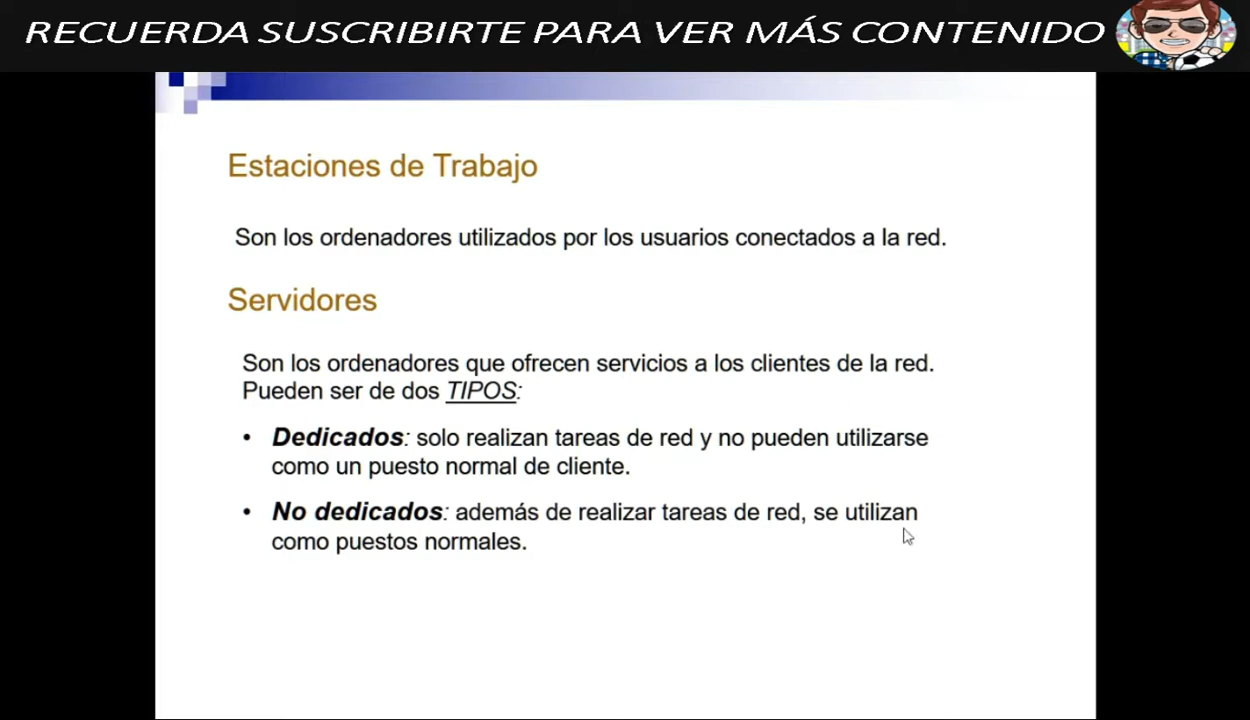 RECUERDA SUSCRIBIRTE PARA VER MÁS CONTENIDO
Estaciones de Trabajo
Son los ordenadores utilizados por los usuarios conectados a la red.
Servidores
Son los ordenadores que ofrecen servicios a los clientes de la red.
Pueden ser de dos TIPOS:
• Dedicados: solo realizan tareas de red y no pueden utilizarse
como un puesto normal de cliente.
• No dedicados: además de realizar tareas de red, se utilizan
como puestos normales.